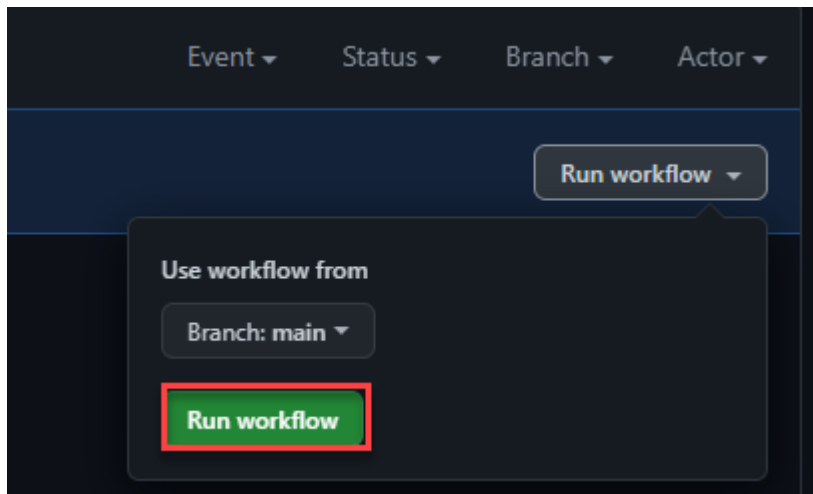 Event Status Branch Actor
Run workflow
Use workflow from
Branch: main
Run workflow